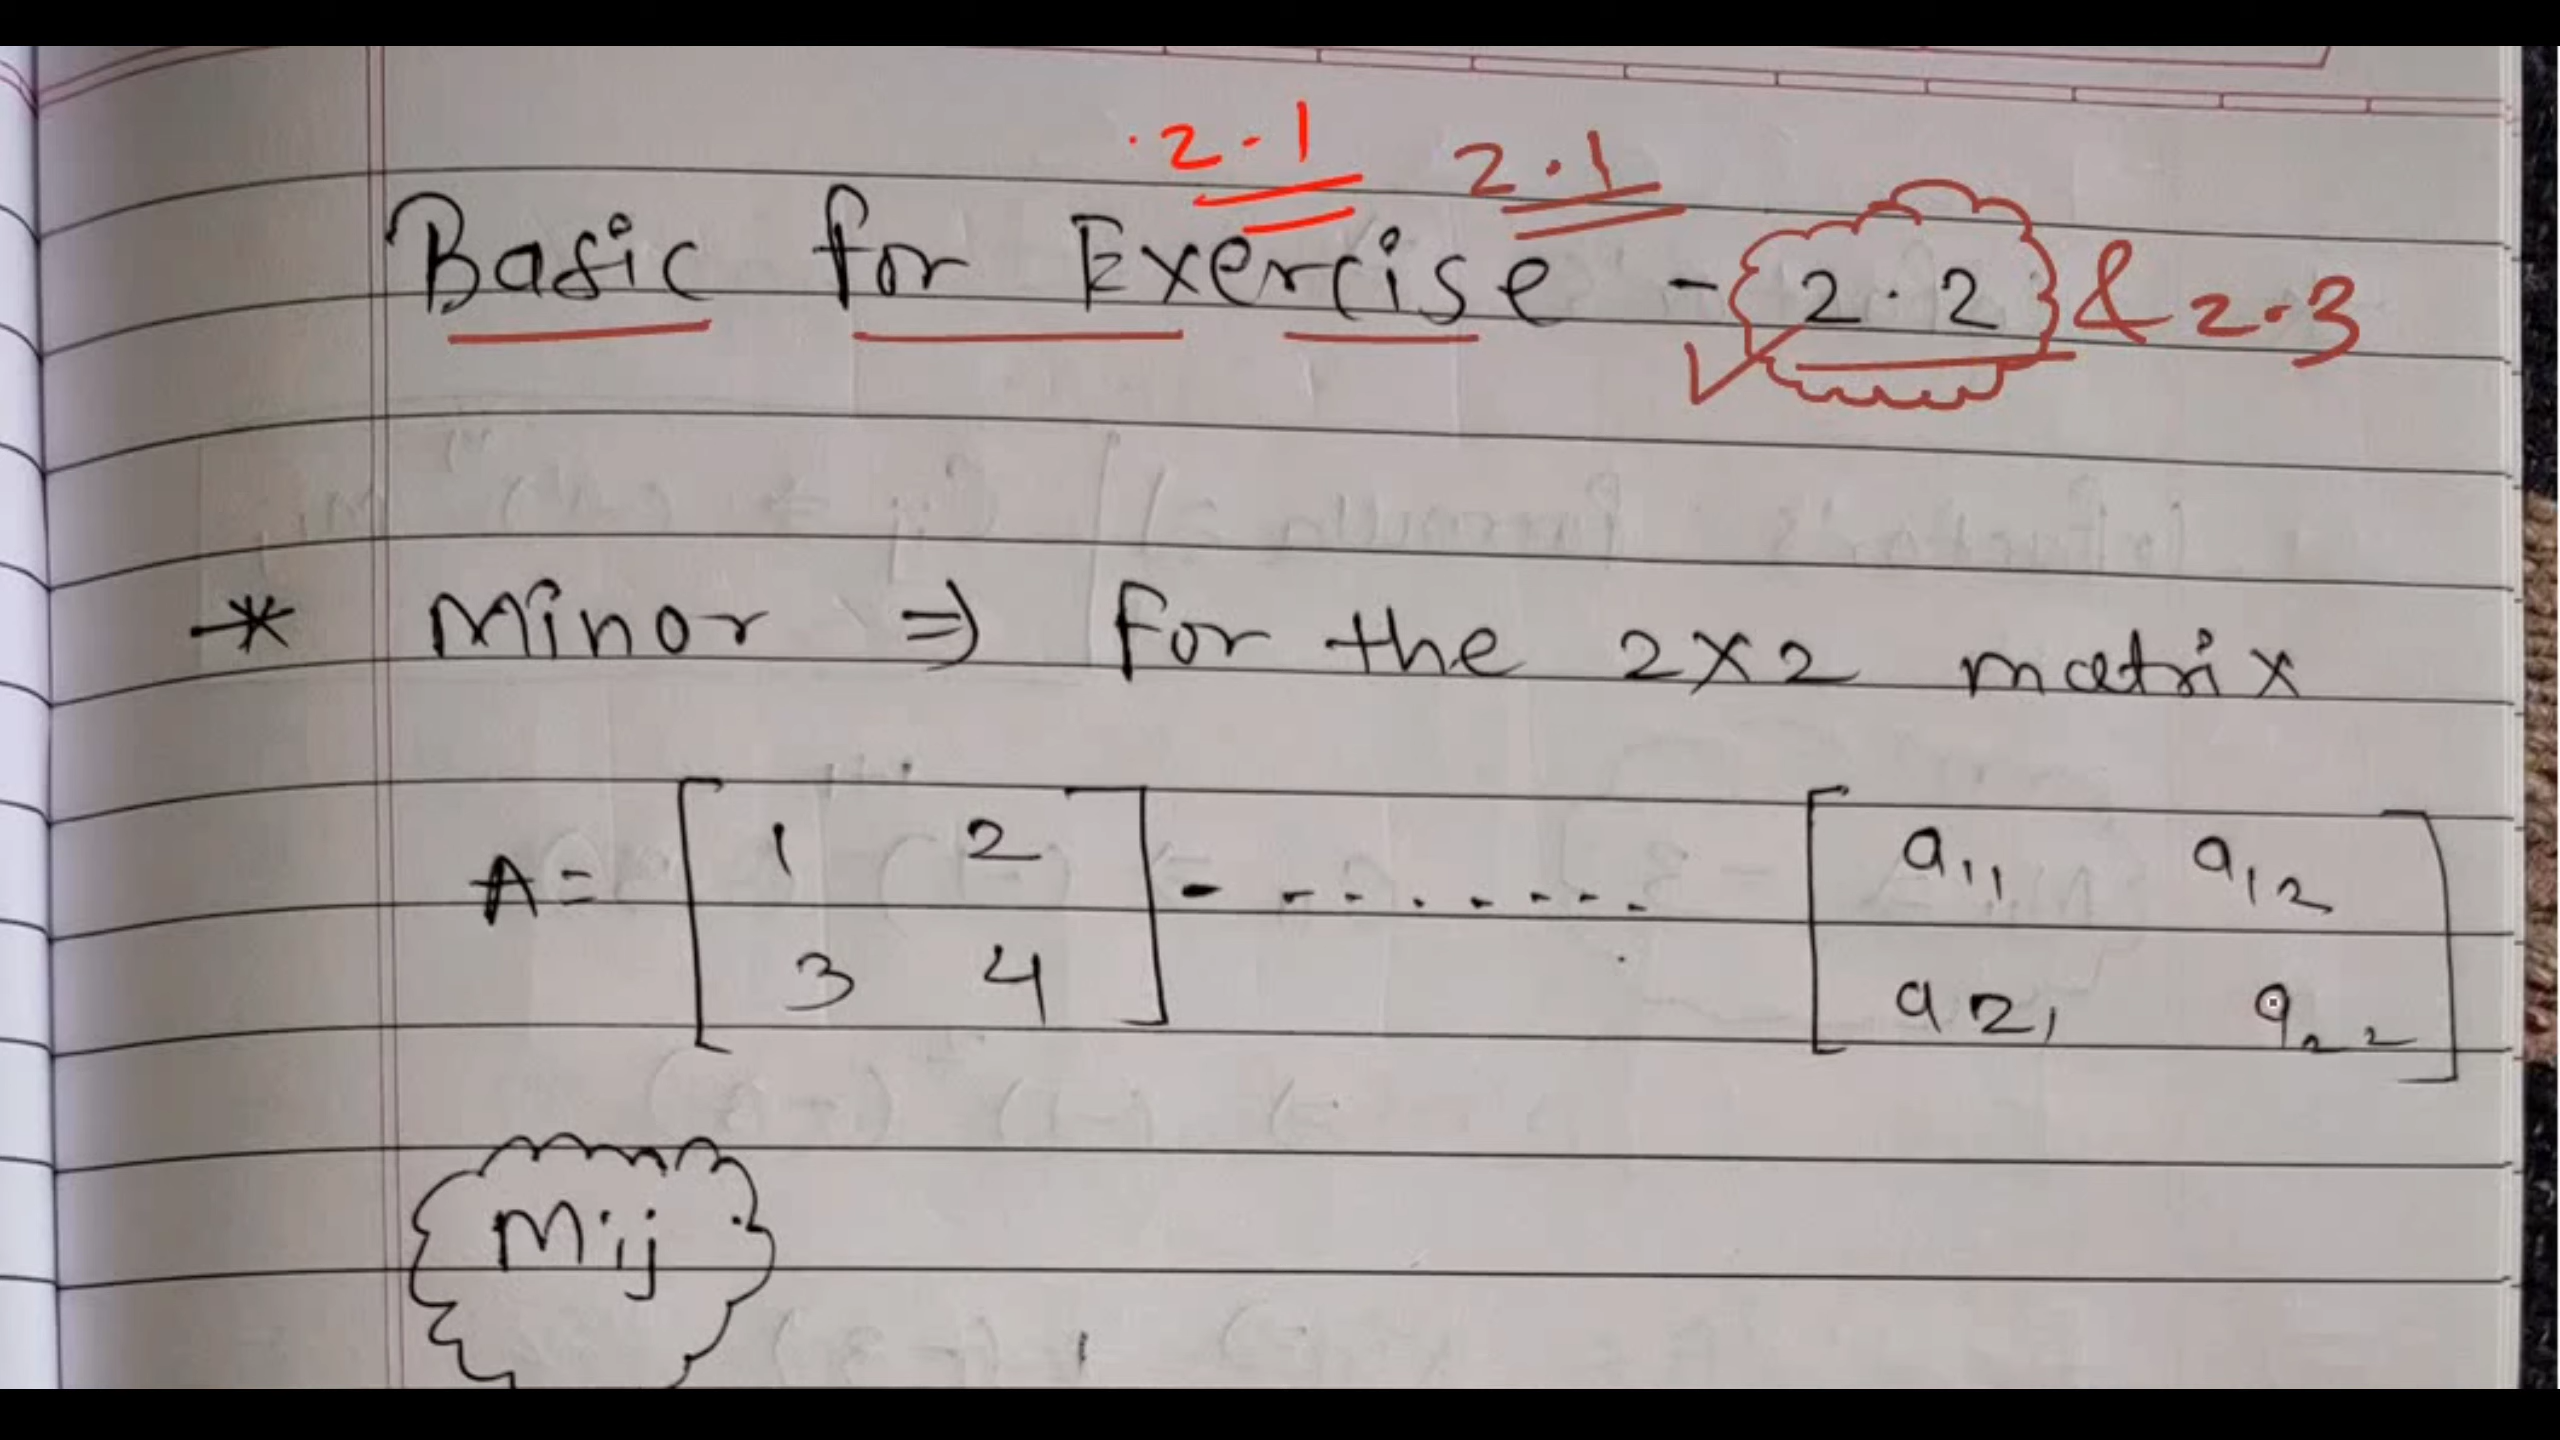 2.1 2.1
Basic for Exercise - 2.2 & 2.3
* Minor ⇒ For the 2×2 matrix
A = [ 1 2 ] - - - - - - - - [ a11 a12 ]
[ 3 4 ] [ a21 a22 ]
Mij